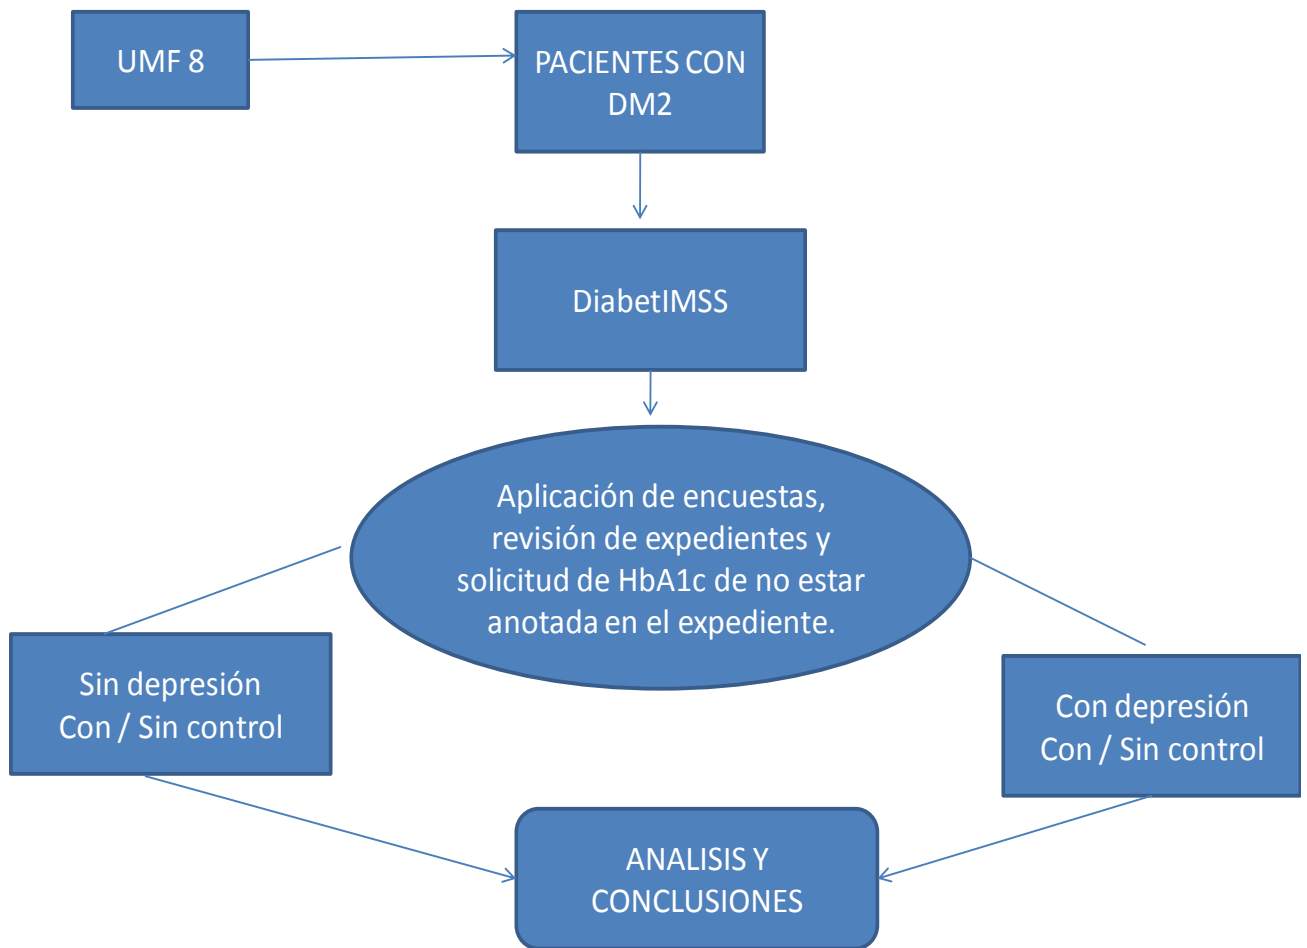 UMF 8
PACIENTES CON
DM2
DiabetIMSS
Aplicación de encuestas,
revisión de expedientes y
solicitud de HbA1c de no estar
anotada en el expediente.
Sin depresión
Con / Sin control
Con depresión
Con / Sin control
ANALISIS Y
CONCLUSIONES